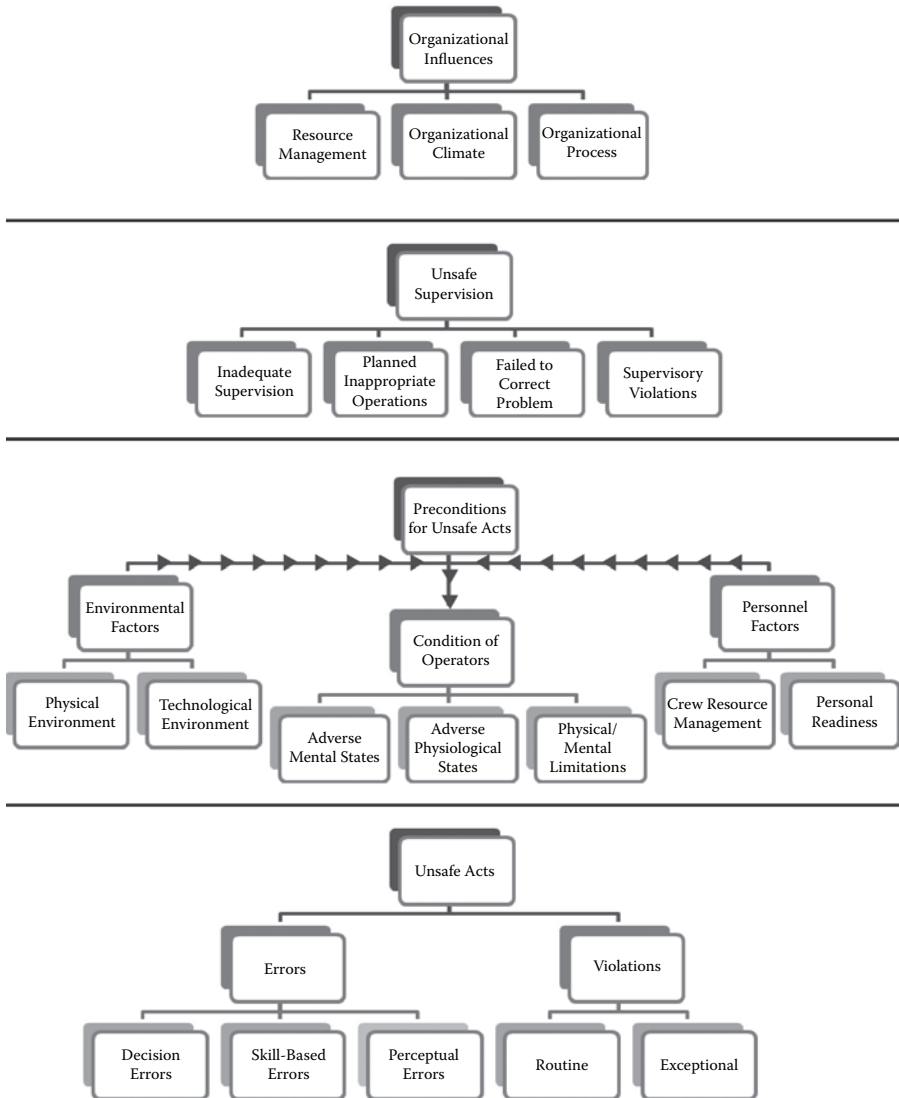 Organizational
Influences
Resource
Management
Organizational
Climate
Organizational
Process
Unsafe
Supervision
Inadequate
Supervision
Planned
Inappropriate
Operations
Failed to
Correct
Problem
Supervisory
Violations
Preconditions
for Unsafe Acts
Environmental
Factors
Condition of
Operators
Personnel
Factors
Physical
Environment
Technological
Environment
Adverse
Mental States
Adverse
Physiological
States
Physical/
Mental
Limitations
Crew Resource
Management
Personal
Readiness
Unsafe Acts
Errors
Violations
Decision
Errors
Skill-Based
Errors
Perceptual
Errors
Routine
Exceptional